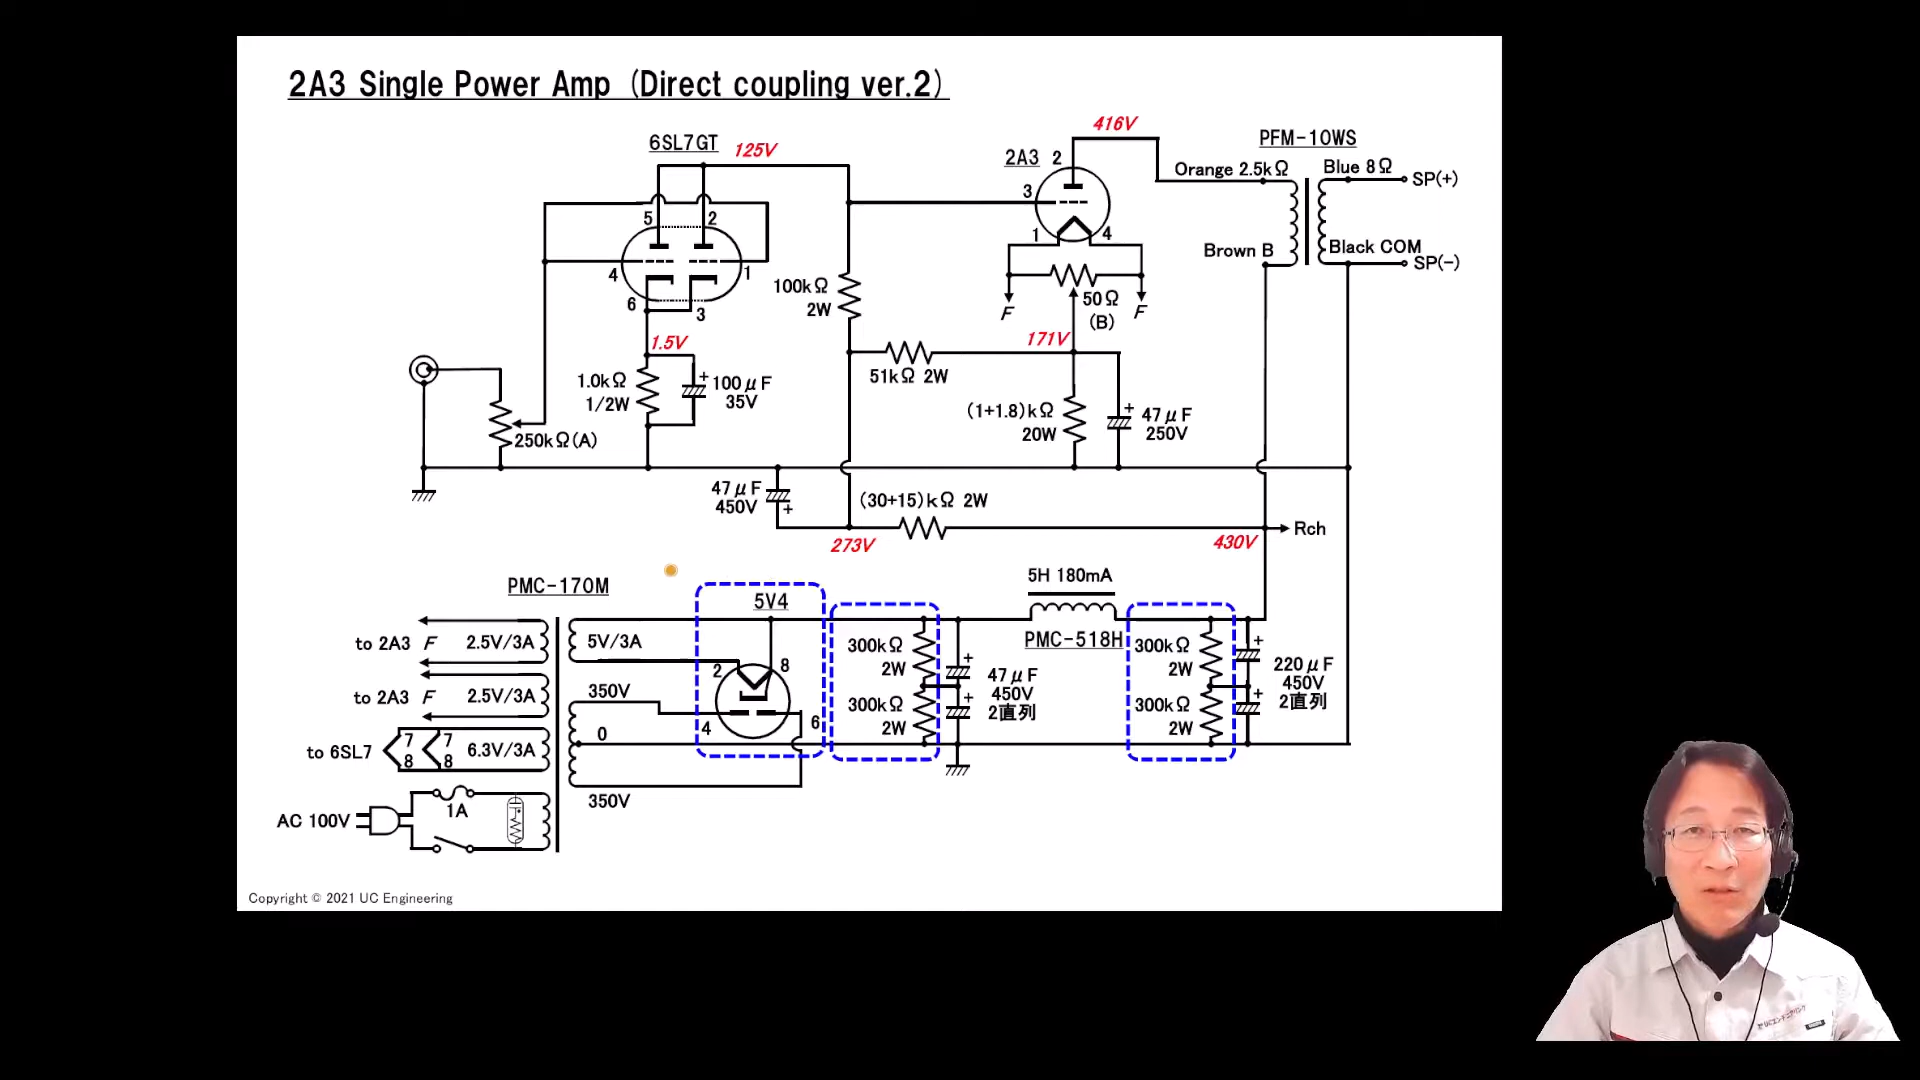 2A3 Single Power Amp (Direct coupling ver.2)
6SL7GT
125V
5
2
4
1
6
3
1.5V
1.0kΩ
1/2W
+
100μF
35V
250kΩ(A)
100kΩ
2W
2A3
2
416V
3
1
4
F
F
50Ω
(B)
171V
51kΩ 2W
(1+1.8)kΩ
20W
+
47μF
250V
PFM-10WS
Orange 2.5kΩ
Blue 8Ω
SP(+)
Brown B
Black COM
SP(-)
47μF
450V
+
(30+15)kΩ 2W
273V
430V
Rch
PMC-170M
to 2A3 F
2.5V/3A
to 2A3 F
2.5V/3A
to 6SL7
7
8
7
8
6.3V/3A
AC 100V
1A
5V/3A
350V
0
350V
5V4
2
8
4
6
300kΩ
2W
300kΩ
2W
+
+
47μF
450V
2直列
5H 180mA
PMC-518H
300kΩ
2W
300kΩ
2W
+
+
220μF
450V
2直列
Copyright © 2021 UC Engineering